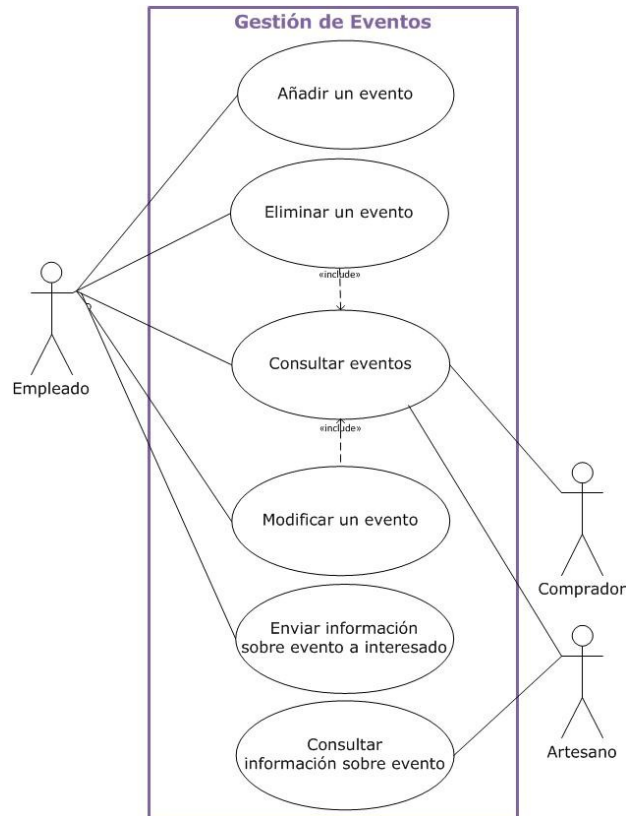 Gestión de Eventos
Añadir un evento
Eliminar un evento
«include»
Consultar eventos
Empleado
«include»
Modificar un evento
Comprador
Enviar información
sobre evento a interesado
Consultar
información sobre evento
Artesano